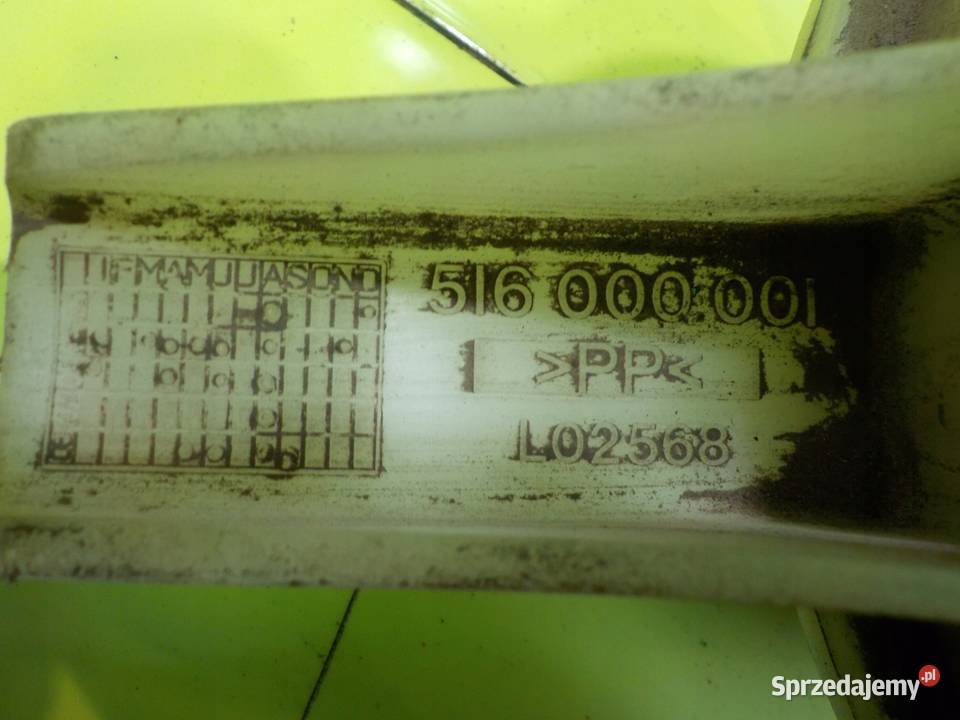 JFMAMJJASOND
516 000 001
>PP<
L02568
Sprzedajemy.pl